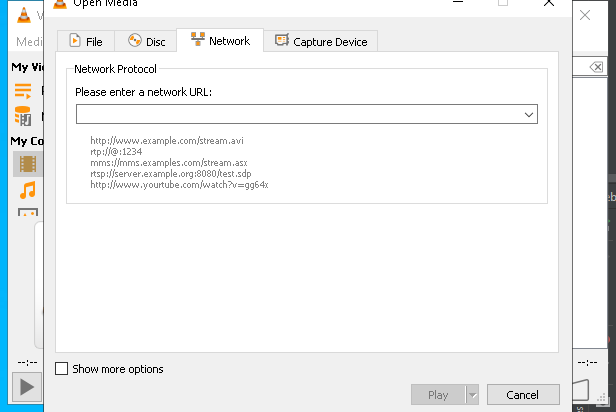 Open Media
V
Medi
File
Disc
Network
Capture Device
My Vi
Network Protocol
Please enter a network URL:
http://www.example.com/stream.avi
rtp://@:1234
mms://mms.examples.com/stream.asx
rtsp://server.example.org:8080/test.sdp
http://www.yourtube.com/watch?v=gg64x
My Co
--:--
--:--
Show more options
Play
Cancel